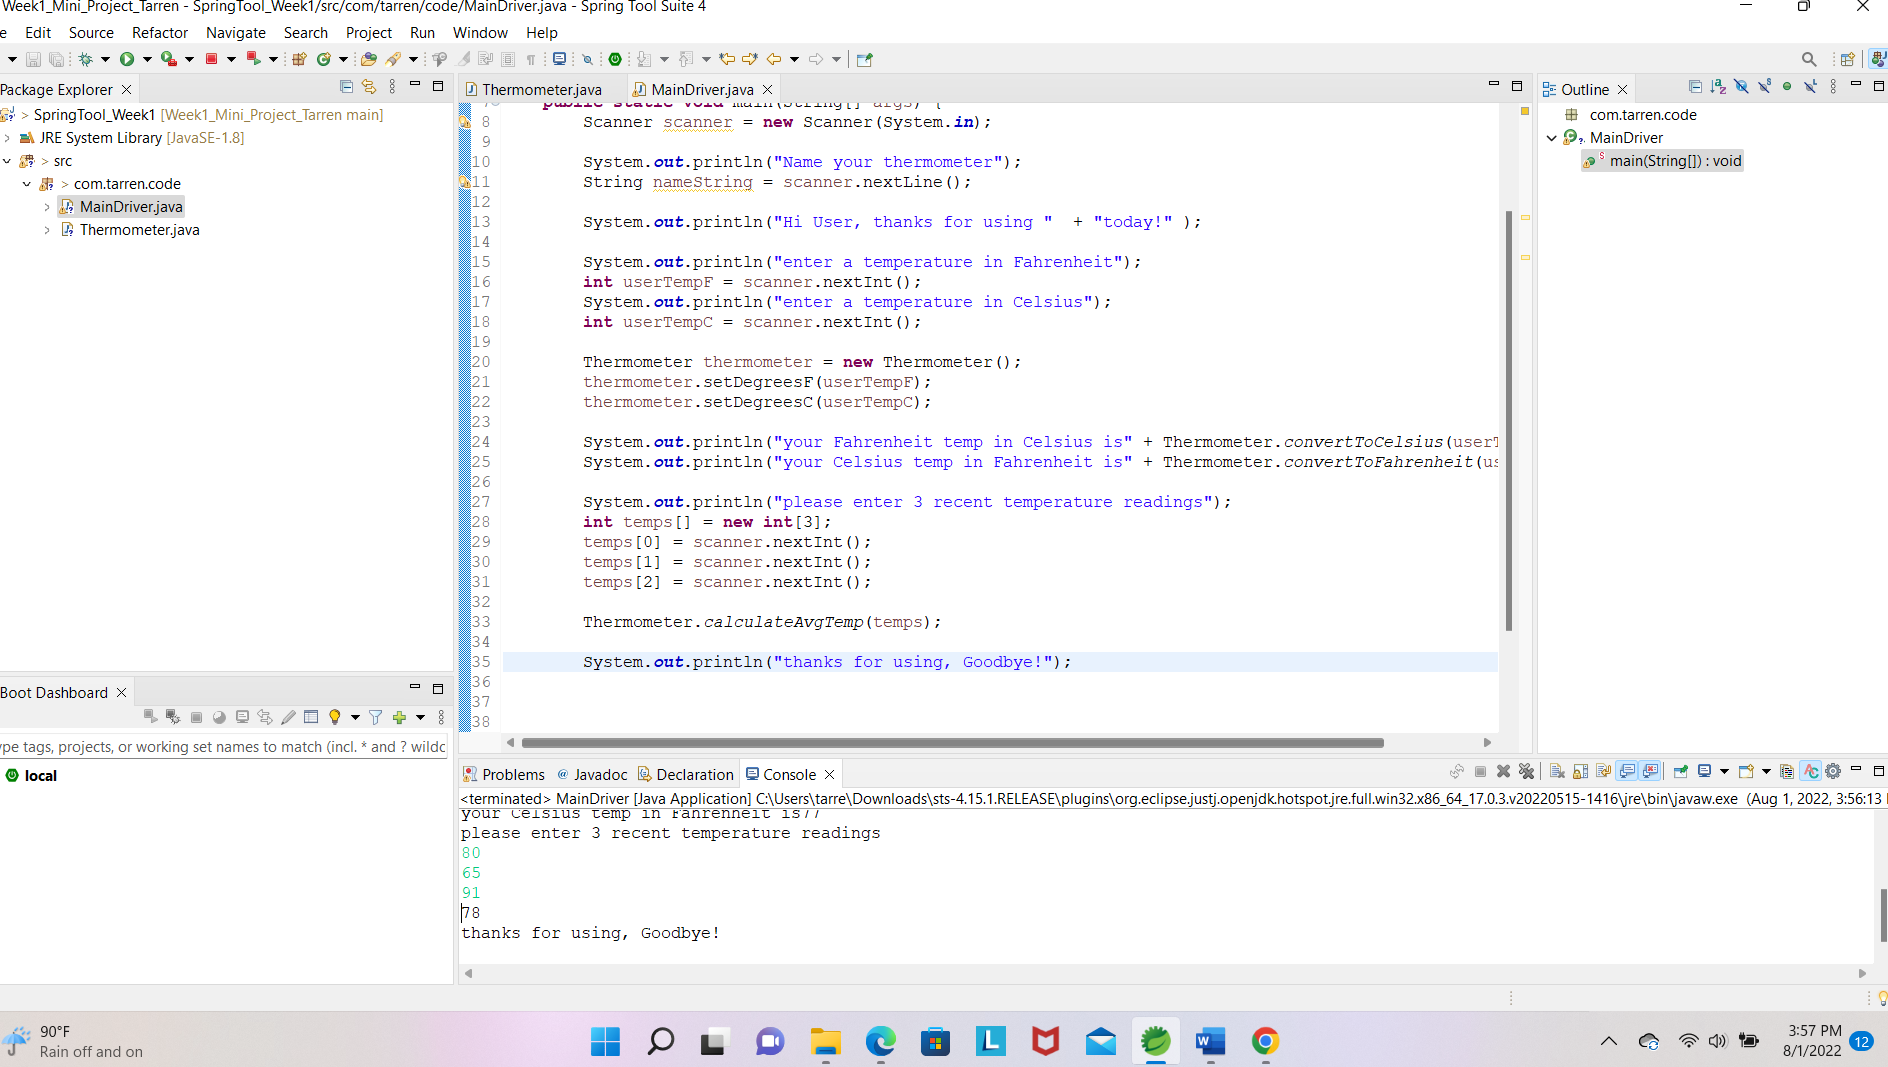 Week1_Mini_Project_Tarren - SpringTool_Week1/src/com/tarren/code/MainDriver.java - Spring Tool Suite 4
e Edit Source Refactor Navigate Search Project Run Window Help
Package Explorer
> SpringTool_Week1 [Week1_Mini_Project_Tarren main]
JRE System Library [JavaSE-1.8]
> src
> com.tarren.code
MainDriver.java
Thermometer.java
Thermometer.java MainDriver.java
public static void main(String[] args) {
8 Scanner scanner = new Scanner(System.in);
9
10 System.out.println("Name your thermometer");
11 String nameString = scanner.nextLine();
12
13 System.out.println("Hi User, thanks for using "  + "today!" );
14
15 System.out.println("enter a temperature in Fahrenheit");
16 int userTempF = scanner.nextInt();
17 System.out.println("enter a temperature in Celsius");
18 int userTempC = scanner.nextInt();
19
20 Thermometer thermometer = new Thermometer();
21 thermometer.setDegreesF(userTempF);
22 thermometer.setDegreesC(userTempC);
23
24 System.out.println("your Fahrenheit temp in Celsius is" + Thermometer.convertToCelsius(userT
25 System.out.println("your Celsius temp in Fahrenheit is" + Thermometer.convertToFahrenheit(us
26
27 System.out.println("please enter 3 recent temperature readings");
28 int temps[] = new int[3];
29 temps[0] = scanner.nextInt();
30 temps[1] = scanner.nextInt();
31 temps[2] = scanner.nextInt();
32
33 Thermometer.calculateAvgTemp(temps);
34
35 System.out.println("thanks for using, Goodbye!");
36
37
38
Outline
com.tarren.code
MainDriver
main(String[]) : void
Boot Dashboard
ype tags, projects, or working set names to match (incl. * and ? wildc
local
Problems @ Javadoc Declaration Console
<terminated> MainDriver [Java Application] C:\Users\tarre\Downloads\sts-4.15.1.RELEASE\plugins\org.eclipse.justj.openjdk.hotspot.jre.full.win32.x86_64_17.0.3.v20220515-1416\jre\bin\javaw.exe (Aug 1, 2022, 3:56:13
your Celsius temp in Fahrenheit is77
please enter 3 recent temperature readings
80
65
91
78
thanks for using, Goodbye!
90°F
Rain off and on
3:57 PM
8/1/2022
12